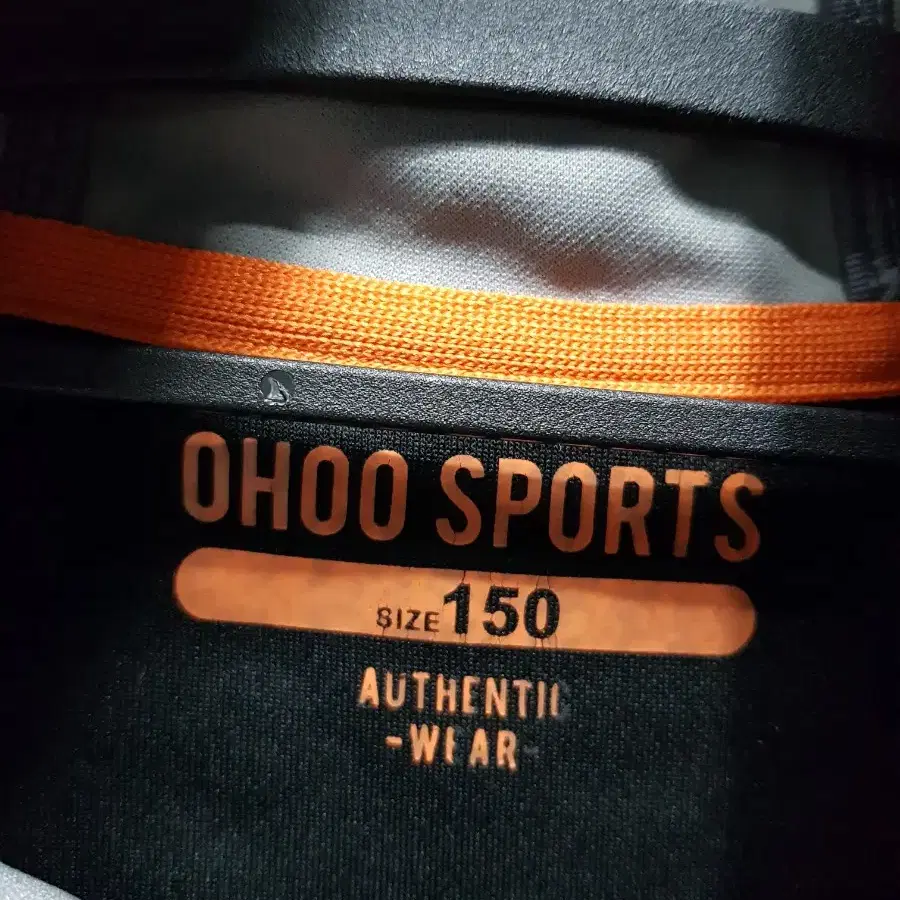 OHOO SPORTS
SIZE 150
AUTHENTIC
-WEAR-